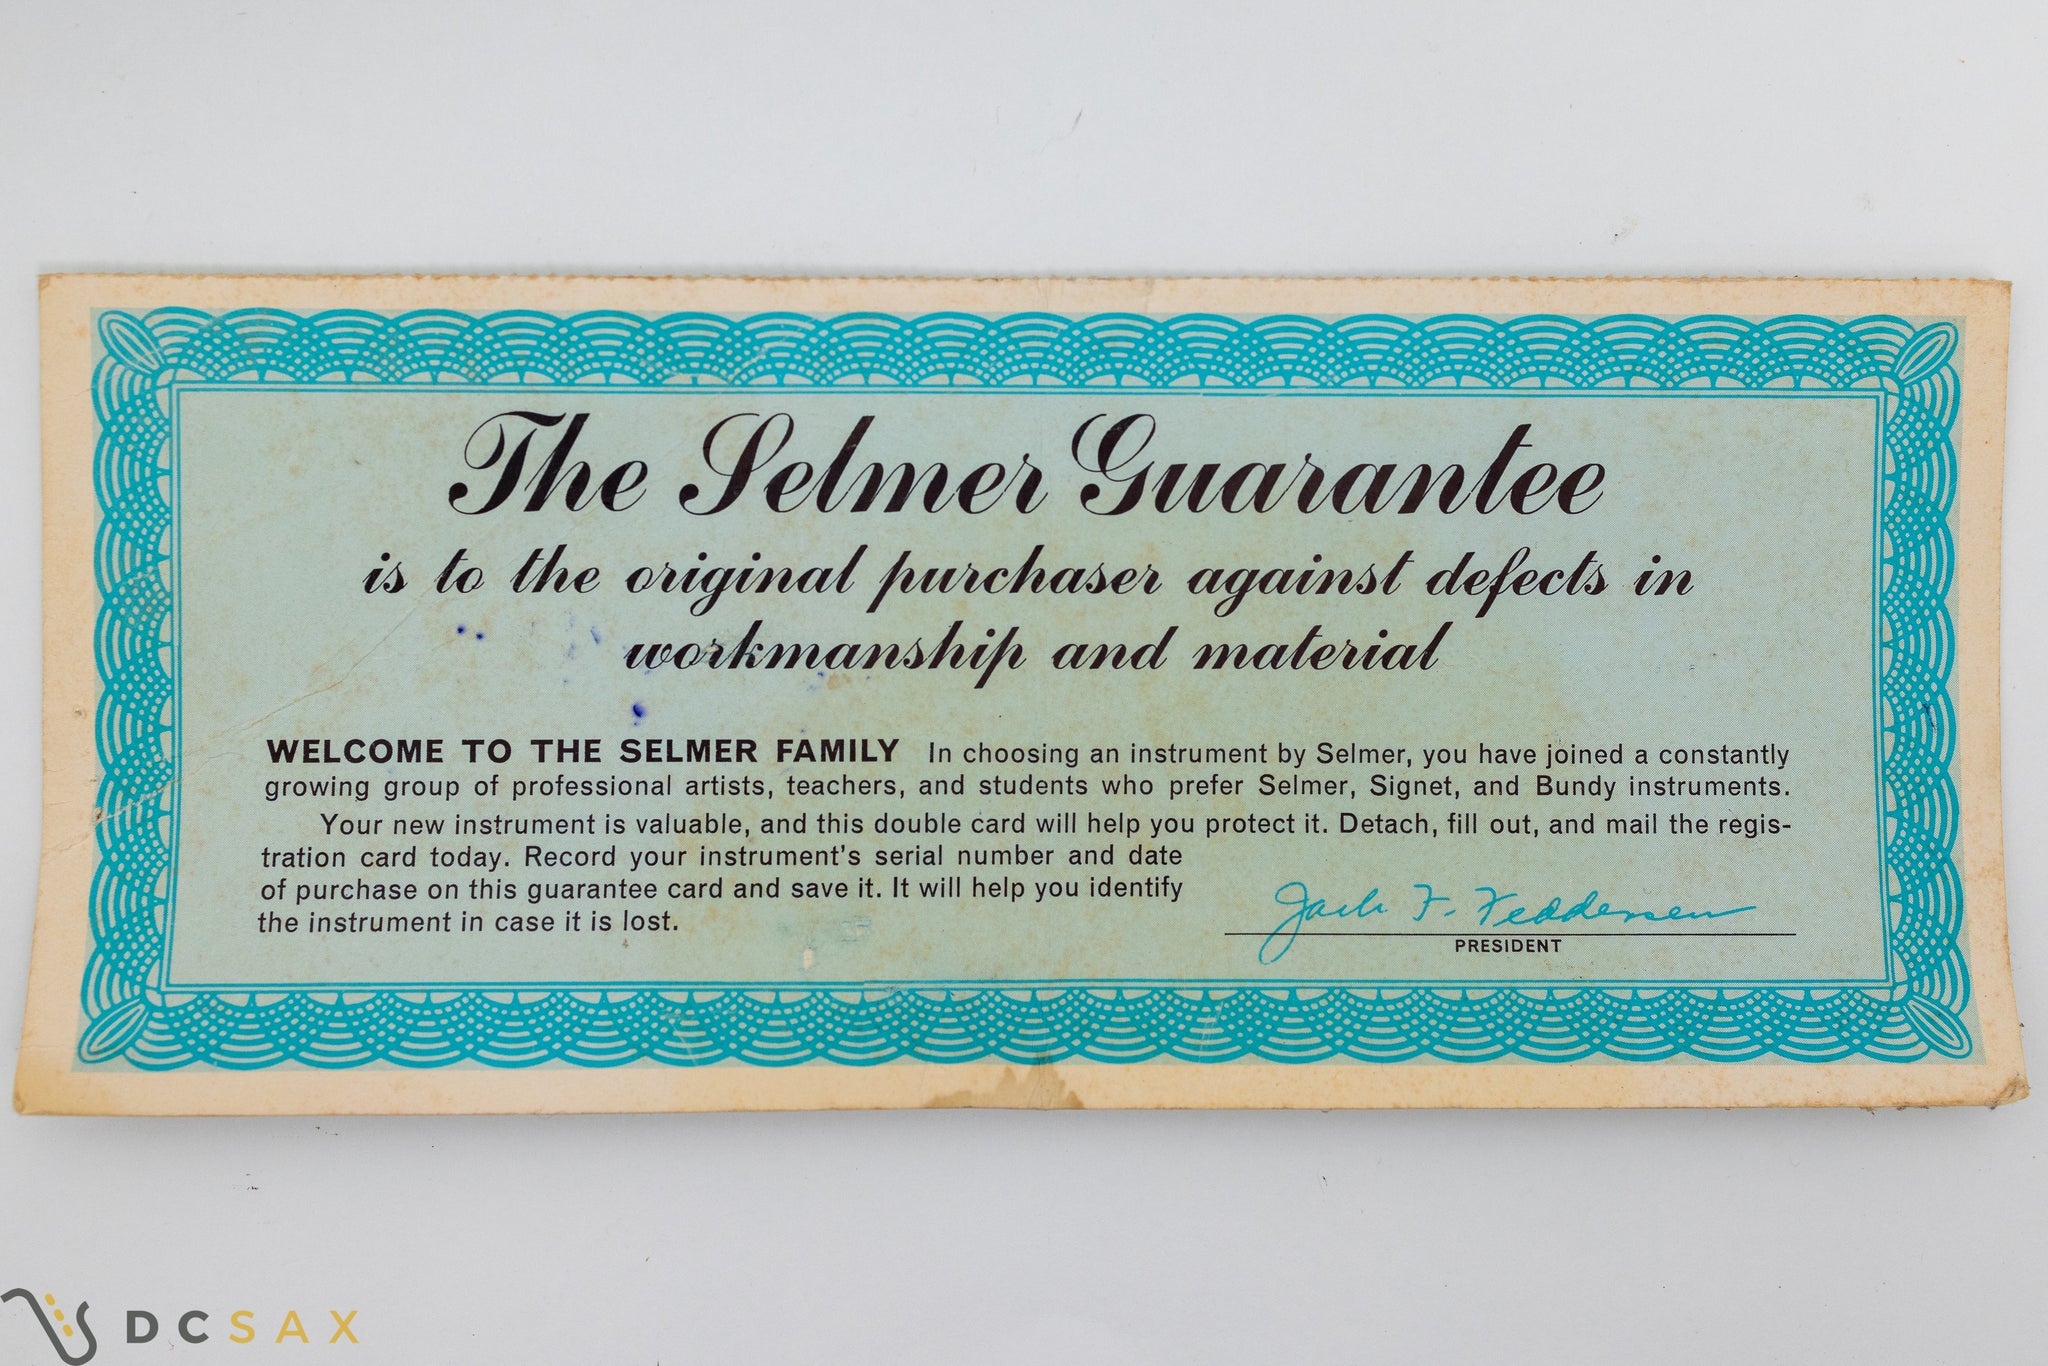 The Selmer Guarantee
is to the original purchaser against defects in
workmanship and material
WELCOME TO THE SELMER FAMILY In choosing an instrument by Selmer, you have joined a constantly
growing group of professional artists, teachers, and students who prefer Selmer, Signet, and Bundy instruments.
Your new instrument is valuable, and this double card will help you protect it. Detach, fill out, and mail the regis-
tration card today. Record your instrument's serial number and date
of purchase on this guarantee card and save it. It will help you identify
the instrument in case it is lost.
Jack F. Feddersen
PRESIDENT
DCSAX